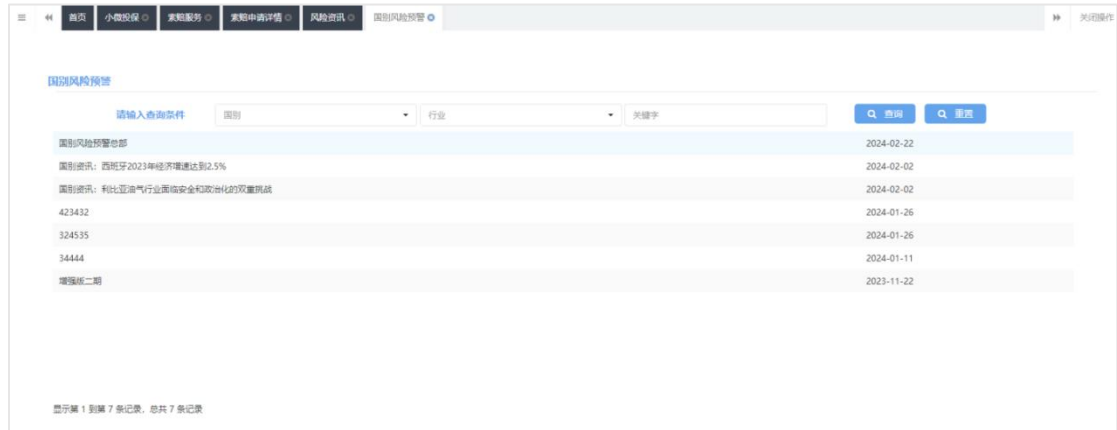 首页 小微投保 索赔服务 索赔申请详情 风险资讯 国别风险预警 关闭操作
国别风险预警
请输入查询条件 国别 行业 关键字 查询 重置
国别风险预警总部 2024-02-22
国别资讯：西班牙2023年经济增速达到2.5% 2024-02-02
国别资讯：利比亚油气行业面临安全和政治化的双重挑战 2024-02-02
423432 2024-01-26
324535 2024-01-26
34444 2024-01-11
增强版二期 2023-11-22
显示第 1 到第 7 条记录，总共 7 条记录